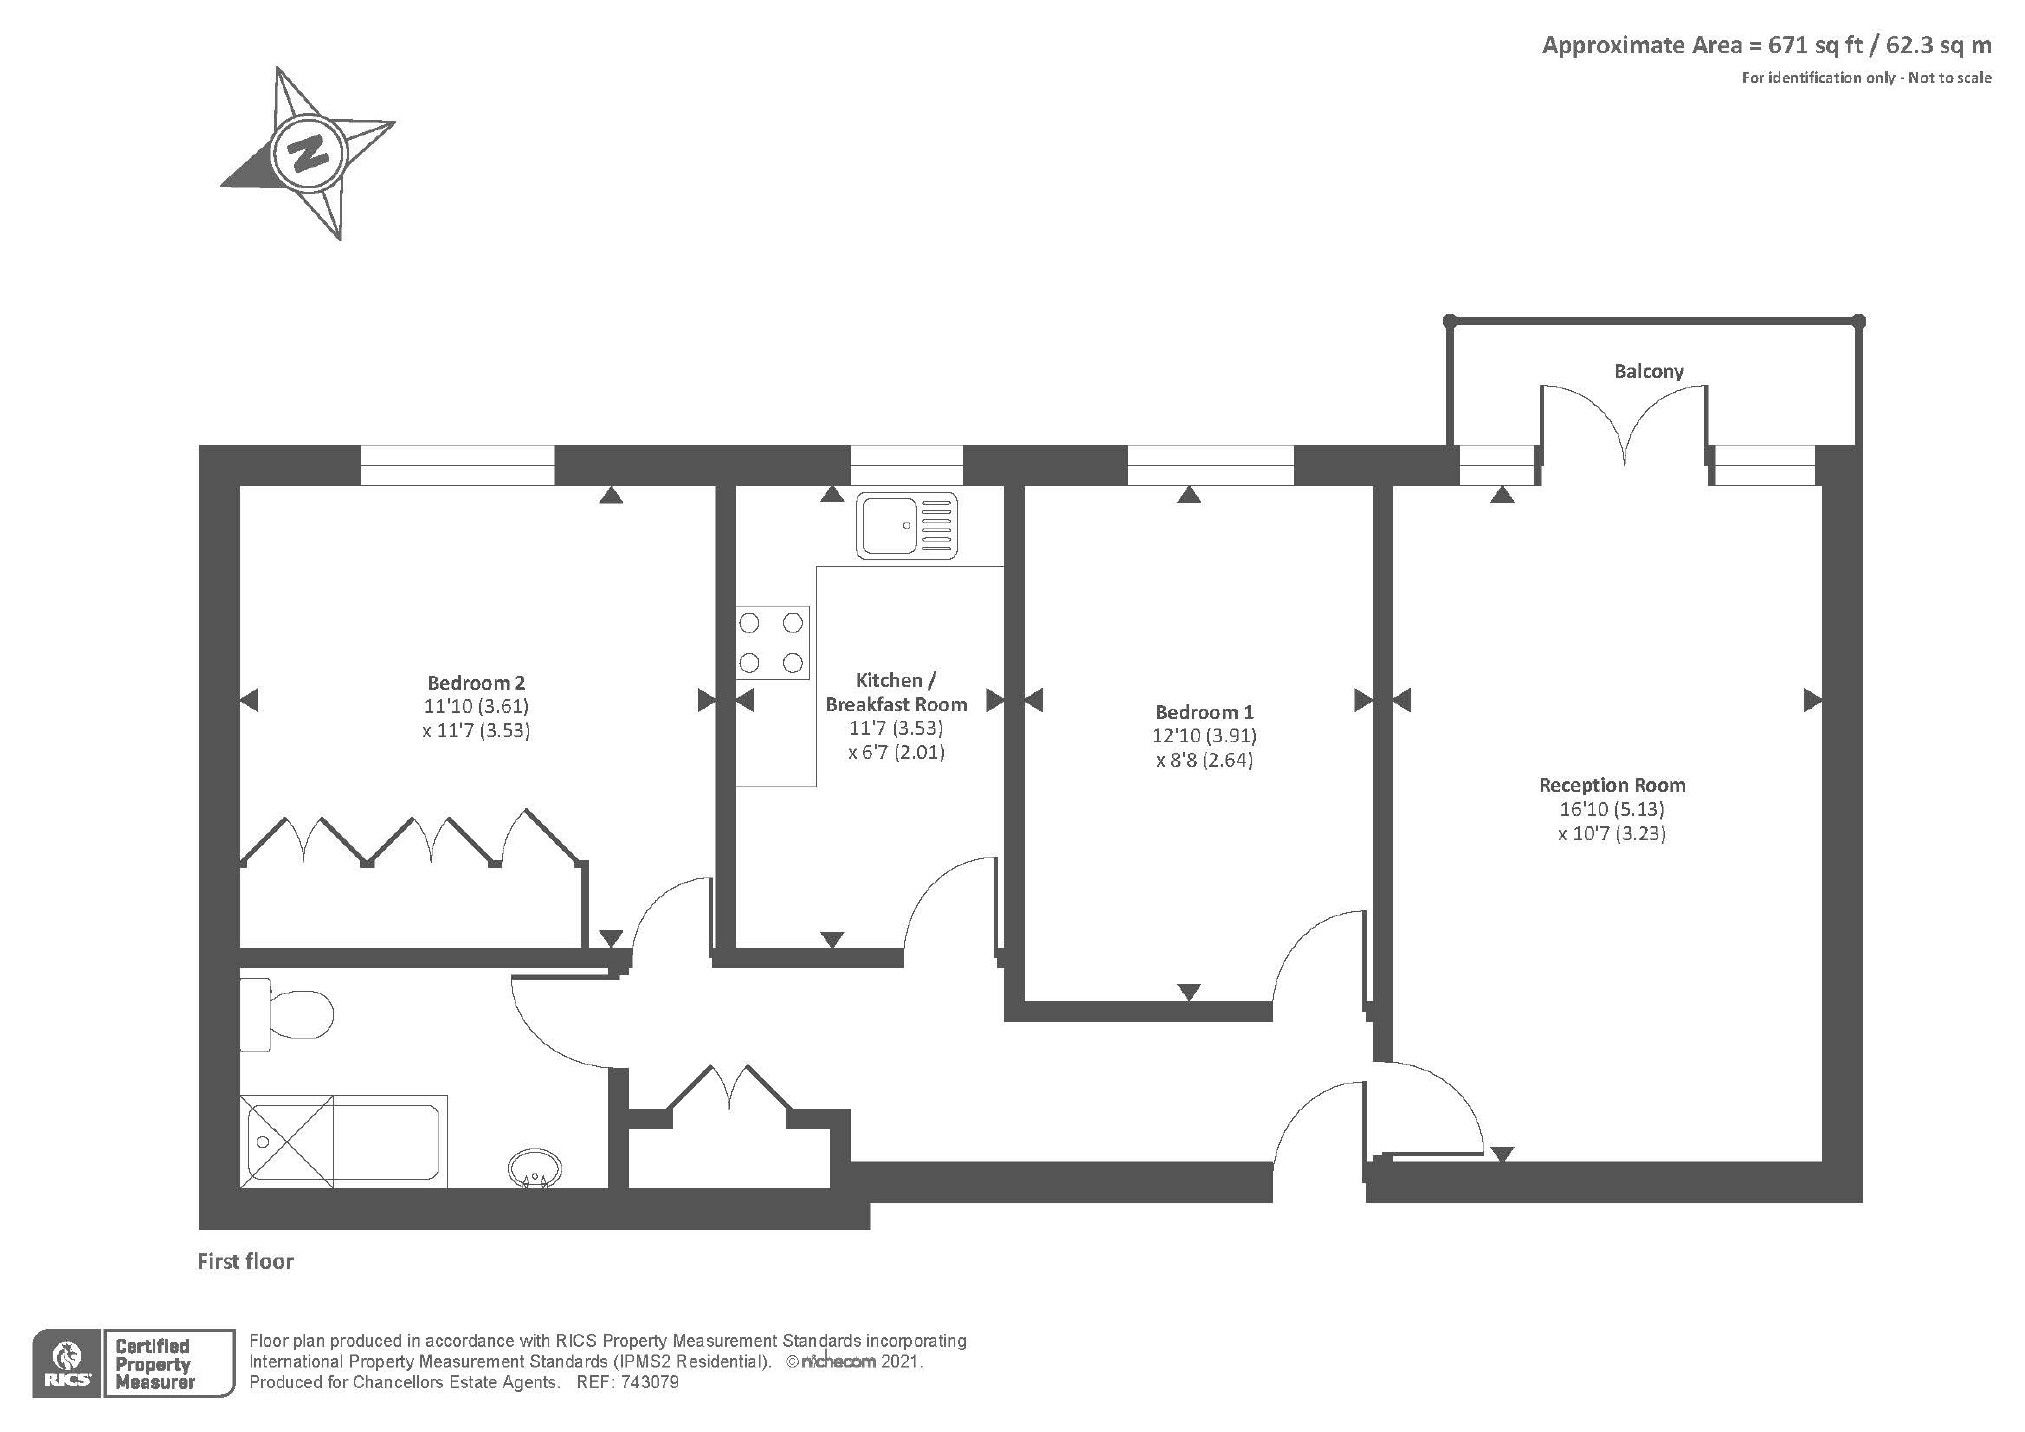 Approximate Area = 671 sq ft / 62.3 sq m
For identification only - Not to scale
N
Balcony
Bedroom 2
11'10 (3.61)
x 11'7 (3.53)
Kitchen /
Breakfast Room
11'7 (3.53)
x 6'7 (2.01)
Bedroom 1
12'10 (3.91)
x 8'8 (2.64)
Reception Room
16'10 (5.13)
x 10'7 (3.23)
First floor
RICS
Certified
Property
Measurer
Floor plan produced in accordance with RICS Property Measurement Standards incorporating
International Property Measurement Standards (IPMS2 Residential). © nichecom 2021.
Produced for Chancellors Estate Agents. REF: 743079